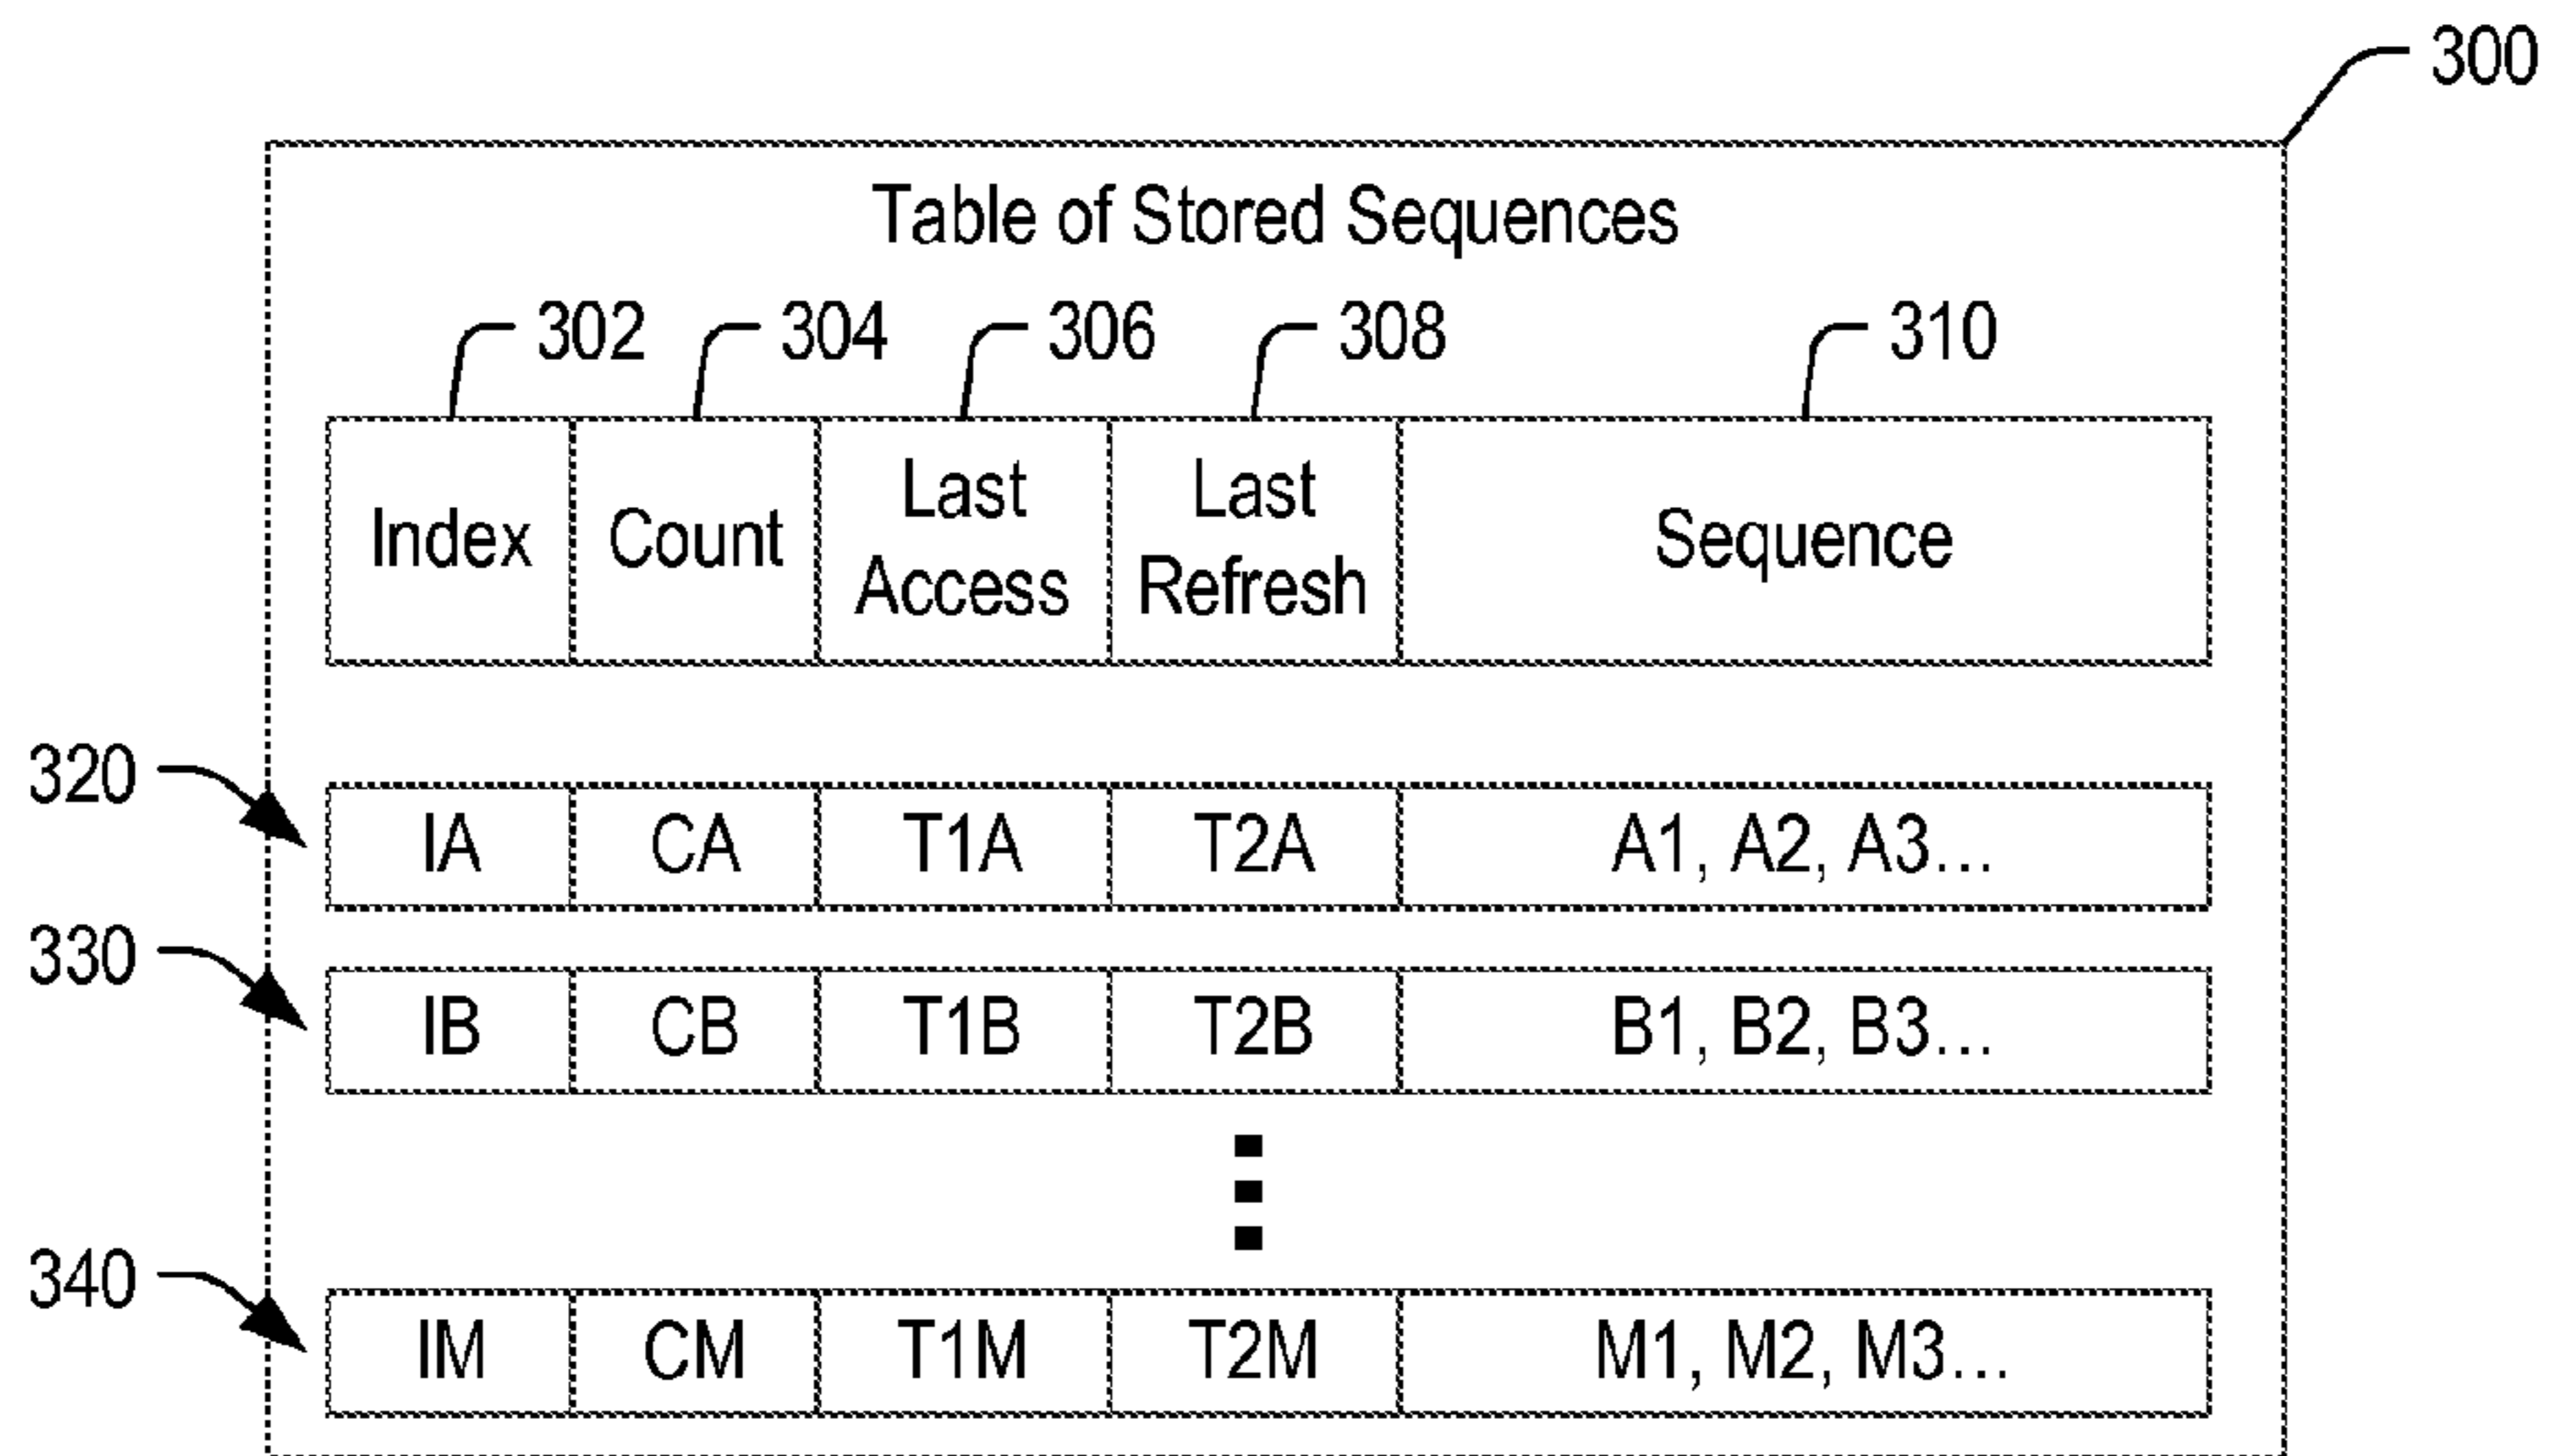 300
Table of Stored Sequences
302 304 306 308 310
Index Count Last Access Last Refresh Sequence
320 IA CA T1A T2A A1, A2, A3...
330 IB CB T1B T2B B1, B2, B3...
340 IM CM T1M T2M M1, M2, M3...